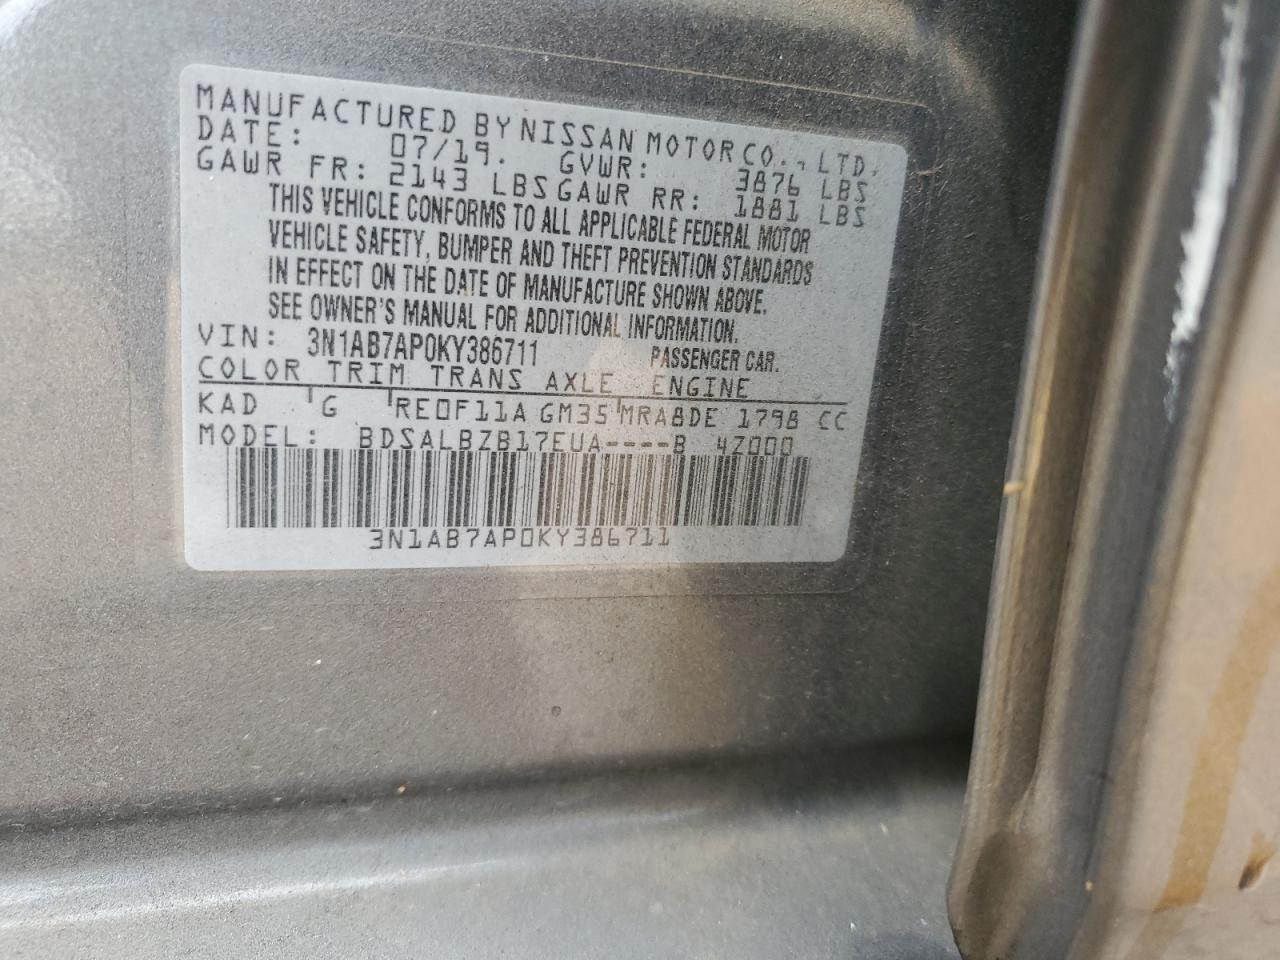 MANUFACTURED BY NISSAN MOTOR CO., LTD.
DATE: 07/19. GVWR: 3876 LBS
GAWR FR: 2143 LBS GAWR RR: 1881 LBS
THIS VEHICLE CONFORMS TO ALL APPLICABLE FEDERAL MOTOR
VEHICLE SAFETY, BUMPER AND THEFT PREVENTION STANDARDS
IN EFFECT ON THE DATE OF MANUFACTURE SHOWN ABOVE.
SEE OWNER'S MANUAL FOR ADDITIONAL INFORMATION.
VIN: 3N1AB7AP0KY386711 PASSENGER CAR.
COLOR TRIM TRANS AXLE ENGINE
KAD G RE0F11A GM35 MRA8DE 1798 CC
MODEL: BDSALBZB17EUA----B 4Z000
3N1AB7AP0KY386711